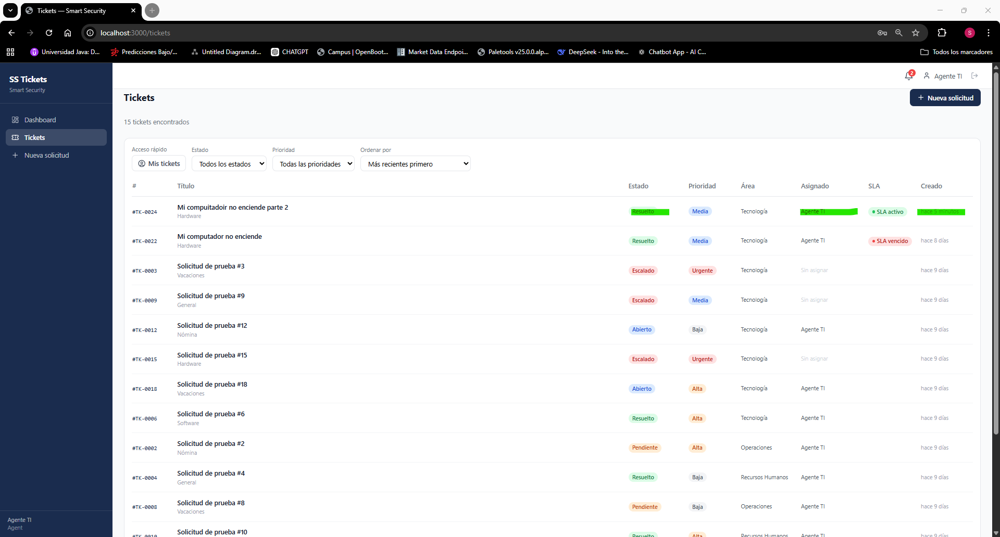 Tickets — Smart Security
localhost:3000/tickets
S
Universidad Java: D...
Predicciones Bajo/...
Untitled Diagram.dr...
CHATGPT
Campus | OpenBoot...
Market Data Endpoi...
Paletools v25.0.0.alp...
DeepSeek - Into the...
Chatbot App - AI C...
Todos los marcadores
SS Tickets
Smart Security
Dashboard
Tickets
Nueva solicitud
Agente TI
Agent
2
Agente TI
Tickets
+ Nueva solicitud
15 tickets encontrados
Acceso rápido Estado Prioridad Ordenar por
Mis tickets Todos los estados Todas las prioridades Más recientes primero
# Título Estado Prioridad Área Asignado SLA Creado
#TK-0024 Mi compuitadoir no enciende parte 2 Resuelto Media Tecnología Agente TI SLA activo hace 5 minutos
Hardware
#TK-0022 Mi computador no enciende Resuelto Media Tecnología Agente TI SLA vencido hace 8 días
Hardware
#TK-0003 Solicitud de prueba #3 Escalado Urgente Tecnología Sin asignar hace 9 días
Vacaciones
#TK-0009 Solicitud de prueba #9 Escalado Media Tecnología Sin asignar hace 9 días
General
#TK-0012 Solicitud de prueba #12 Abierto Baja Tecnología Agente TI hace 9 días
Nómina
#TK-0015 Solicitud de prueba #15 Escalado Urgente Tecnología Sin asignar hace 9 días
Hardware
#TK-0018 Solicitud de prueba #18 Abierto Alta Tecnología Agente TI hace 9 días
Vacaciones
#TK-0006 Solicitud de prueba #6 Resuelto Alta Tecnología Agente TI hace 9 días
Software
#TK-0002 Solicitud de prueba #2 Pendiente Alta Operaciones Agente TI hace 9 días
Nómina
#TK-0004 Solicitud de prueba #4 Resuelto Baja Recursos Humanos Agente TI hace 9 días
General
#TK-0008 Solicitud de prueba #8 Pendiente Baja Operaciones Agente TI hace 9 días
Vacaciones
#TK-0010 Solicitud de prueba #10 Resuelto Alta Recursos Humanos Agente TI hace 9 días